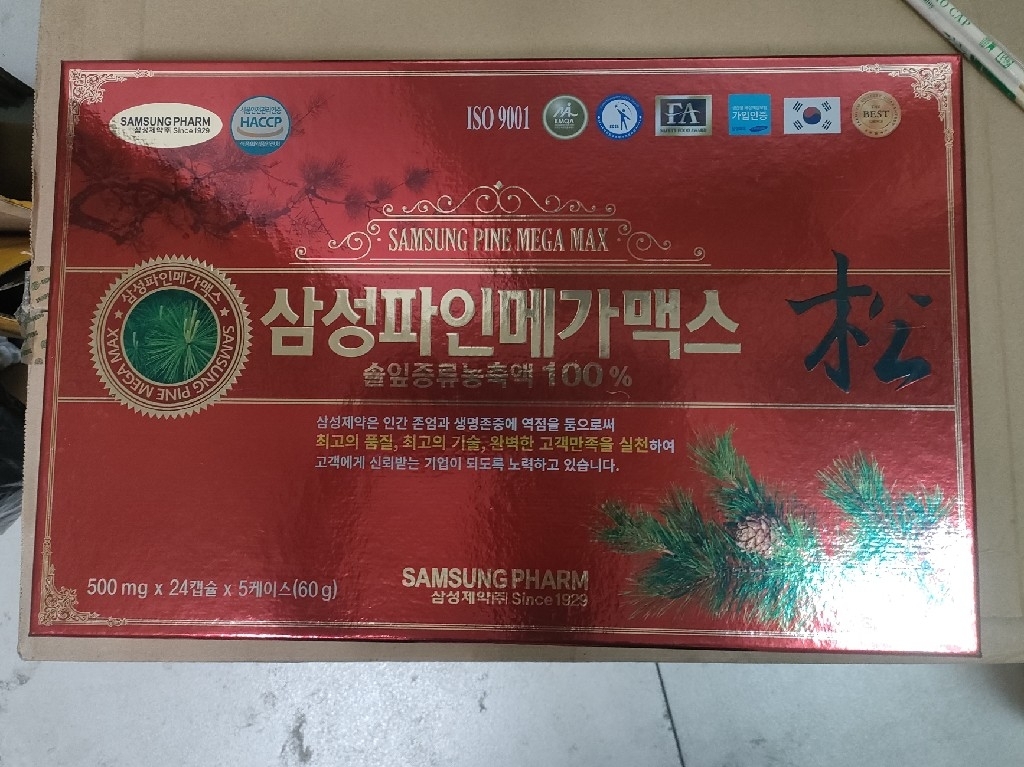 SAMSUNG PHARM
삼성제약㈜ Since 1929
HACCP
ISO 9001
FA
가입인증
BEST
SAMSUNG PINE MEGA MAX
삼성파인메가맥스
SAMSUNG PINE MEGAMAX
삼성파인메가맥스
솔잎증류농축액 100%
松
삼성제약은 인간 존엄과 생명존중에 역점을 둠으로써
최고의 품질, 최고의 기술, 완벽한 고객만족을 실천하여
고객에게 신뢰받는 기업이 되도록 노력하고 있습니다.
500 mg x 24캡슐 x 5케이스(60 g)
SAMSUNG PHARM
삼성제약㈜ Since 1929